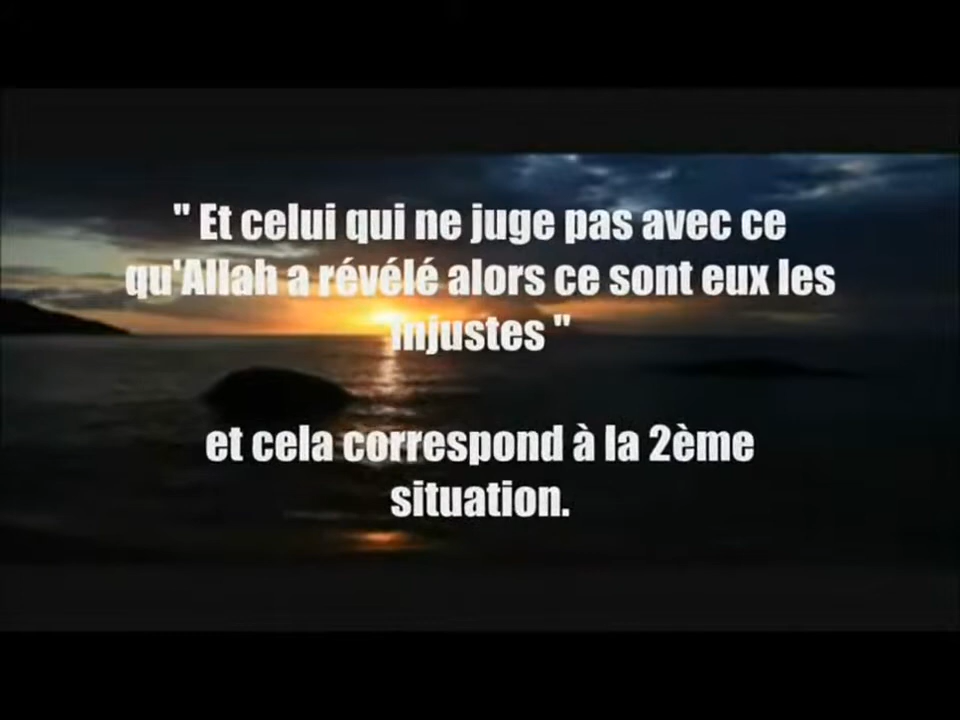 " Et celui qui ne juge pas avec ce
qu'Allah a révélé alors ce sont eux les
injustes "
et cela correspond à la 2ème
situation.